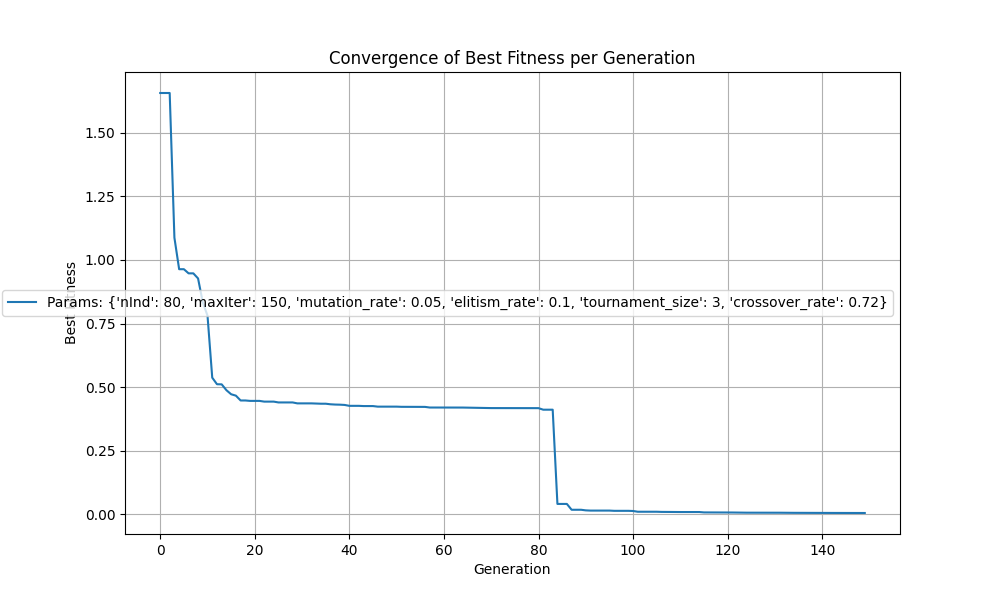 Convergence of Best Fitness per Generation
1.50
1.25
1.00
0.75
0.50
0.25
0.00
Best Fitness
Params: {'nInd': 80, 'maxIter': 150, 'mutation_rate': 0.05, 'elitism_rate': 0.1, 'tournament_size': 3, 'crossover_rate': 0.72}
0 20 40 60 80 100 120 140
Generation